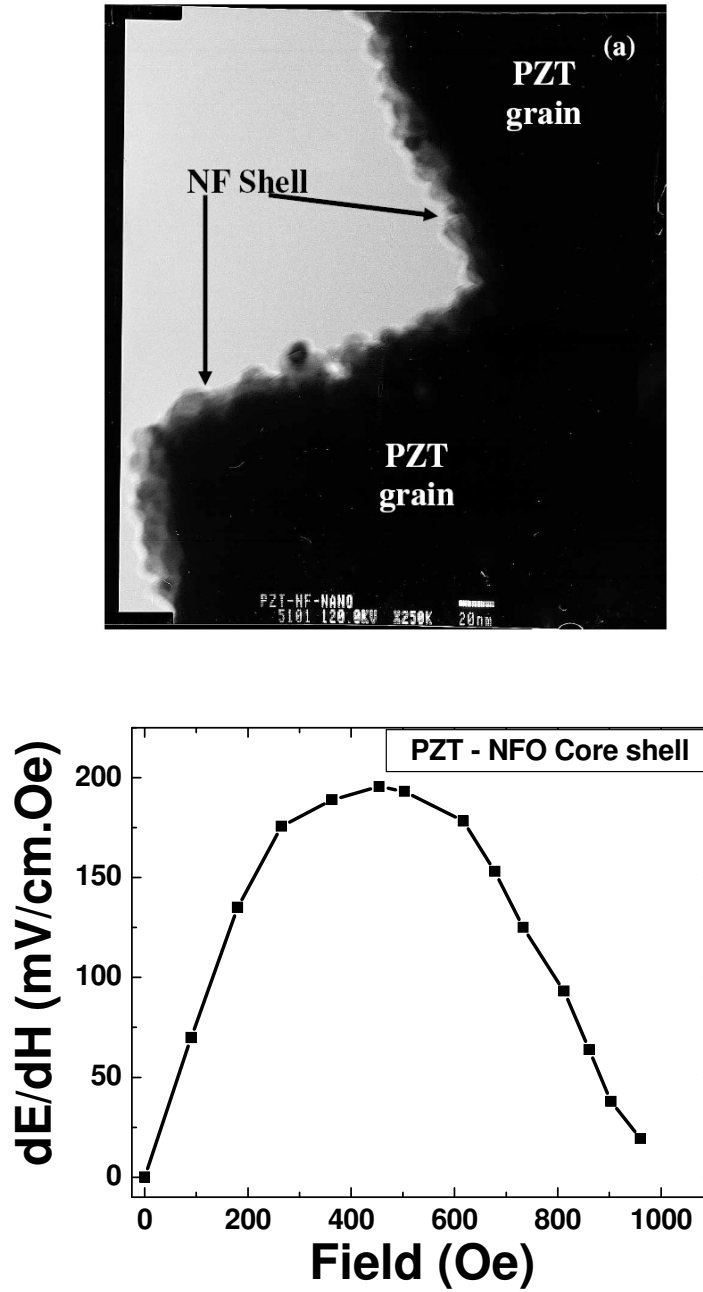 (a)
PZT
grain
NF Shell
PZT
grain
PZT-NF-NANO
5101 120.0KV X250K 20nm
PZT - NFO Core shell
dE/dH (mV/cm.Oe)
200
150
100
50
0
0 200 400 600 800 1000
Field (Oe)